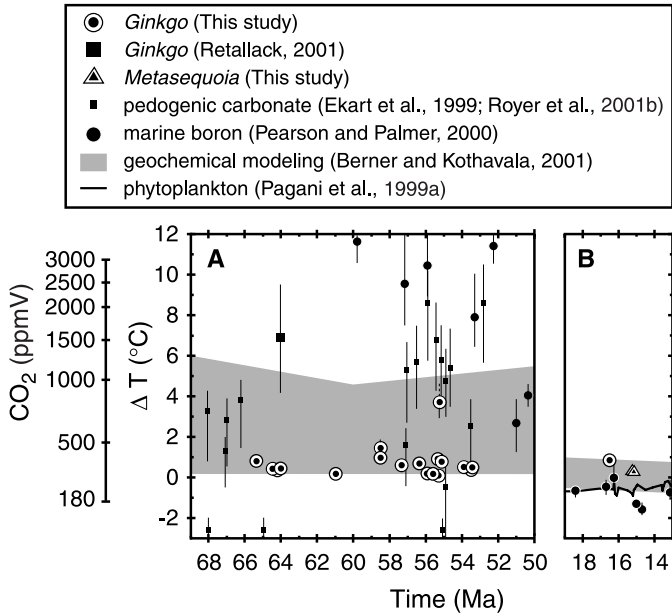 Ginkgo (This study)
Ginkgo (Retallack, 2001)
Metasequoia (This study)
pedogenic carbonate (Ekart et al., 1999; Royer et al., 2001b)
marine boron (Pearson and Palmer, 2000)
geochemical modeling (Berner and Kothavala, 2001)
phytoplankton (Pagani et al., 1999a)
A
B
CO2 (ppmV)
3000
2500
2000
1500
1000
500
180
Δ T (°C)
12
10
8
6
4
2
0
-2
68 66 64 62 60 58 56 54 52 50
18 16 14
Time (Ma)